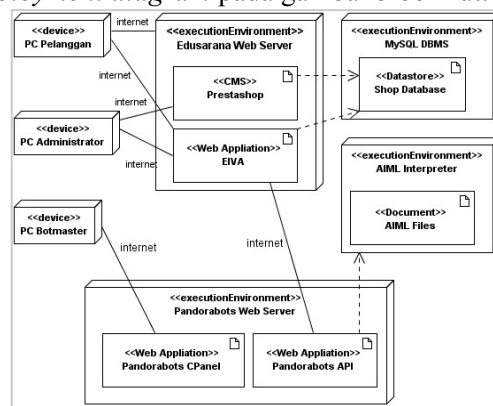 <<device>>
PC Pelanggan
internet
<<executionEnvironment>>
Edusarana Web Server
<<executionEnvironment>>
MySQL DBMS
<<CMS>>
Prestashop
<<Datastore>>
Shop Database
internet
internet
<<device>>
PC Administrator
internet
<<Web Appliation>>
EIVA
<<executionEnvironment>>
AIML Interpreter
<<Document>>
AIML Files
<<device>>
PC Botmaster
internet
internet
<<executionEnvironment>>
Pandorabots Web Server
<<Web Appliation>>
Pandorabots CPanel
<<Web Appliation>>
Pandorabots API